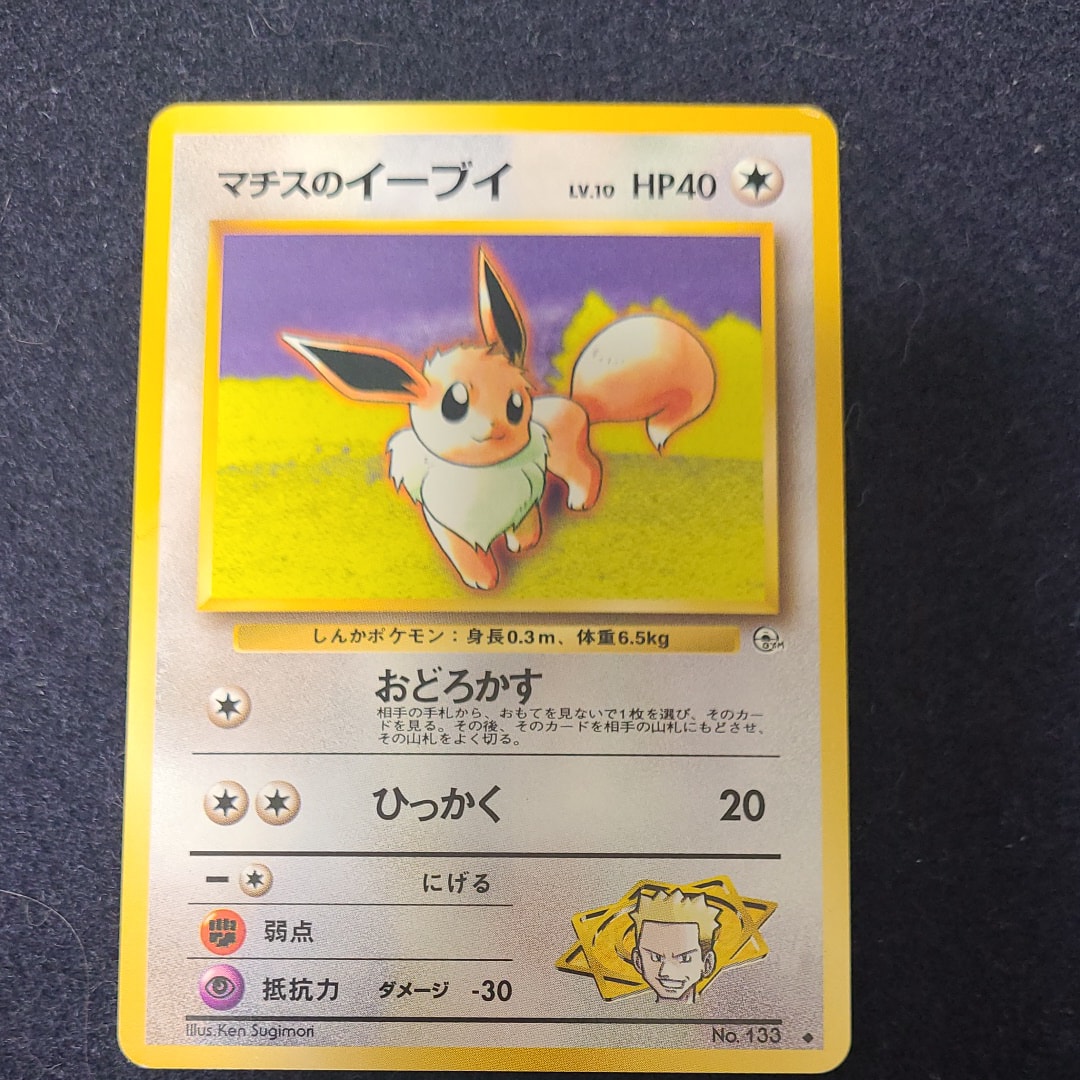 マチスのイーブイ LV.10 HP40
しんかポケモン：身長0.3m、体重6.5kg
GYM
おどろかす
相手の手札から、おもてを見ないで1枚を選び、そのカー
ドを見る。その後、そのカードを相手の山札にもどさせ、
その山札をよく切る。
ひっかく 20
にげる
弱点
抵抗力 ダメージ -30
Illus.Ken Sugimori
No. 133